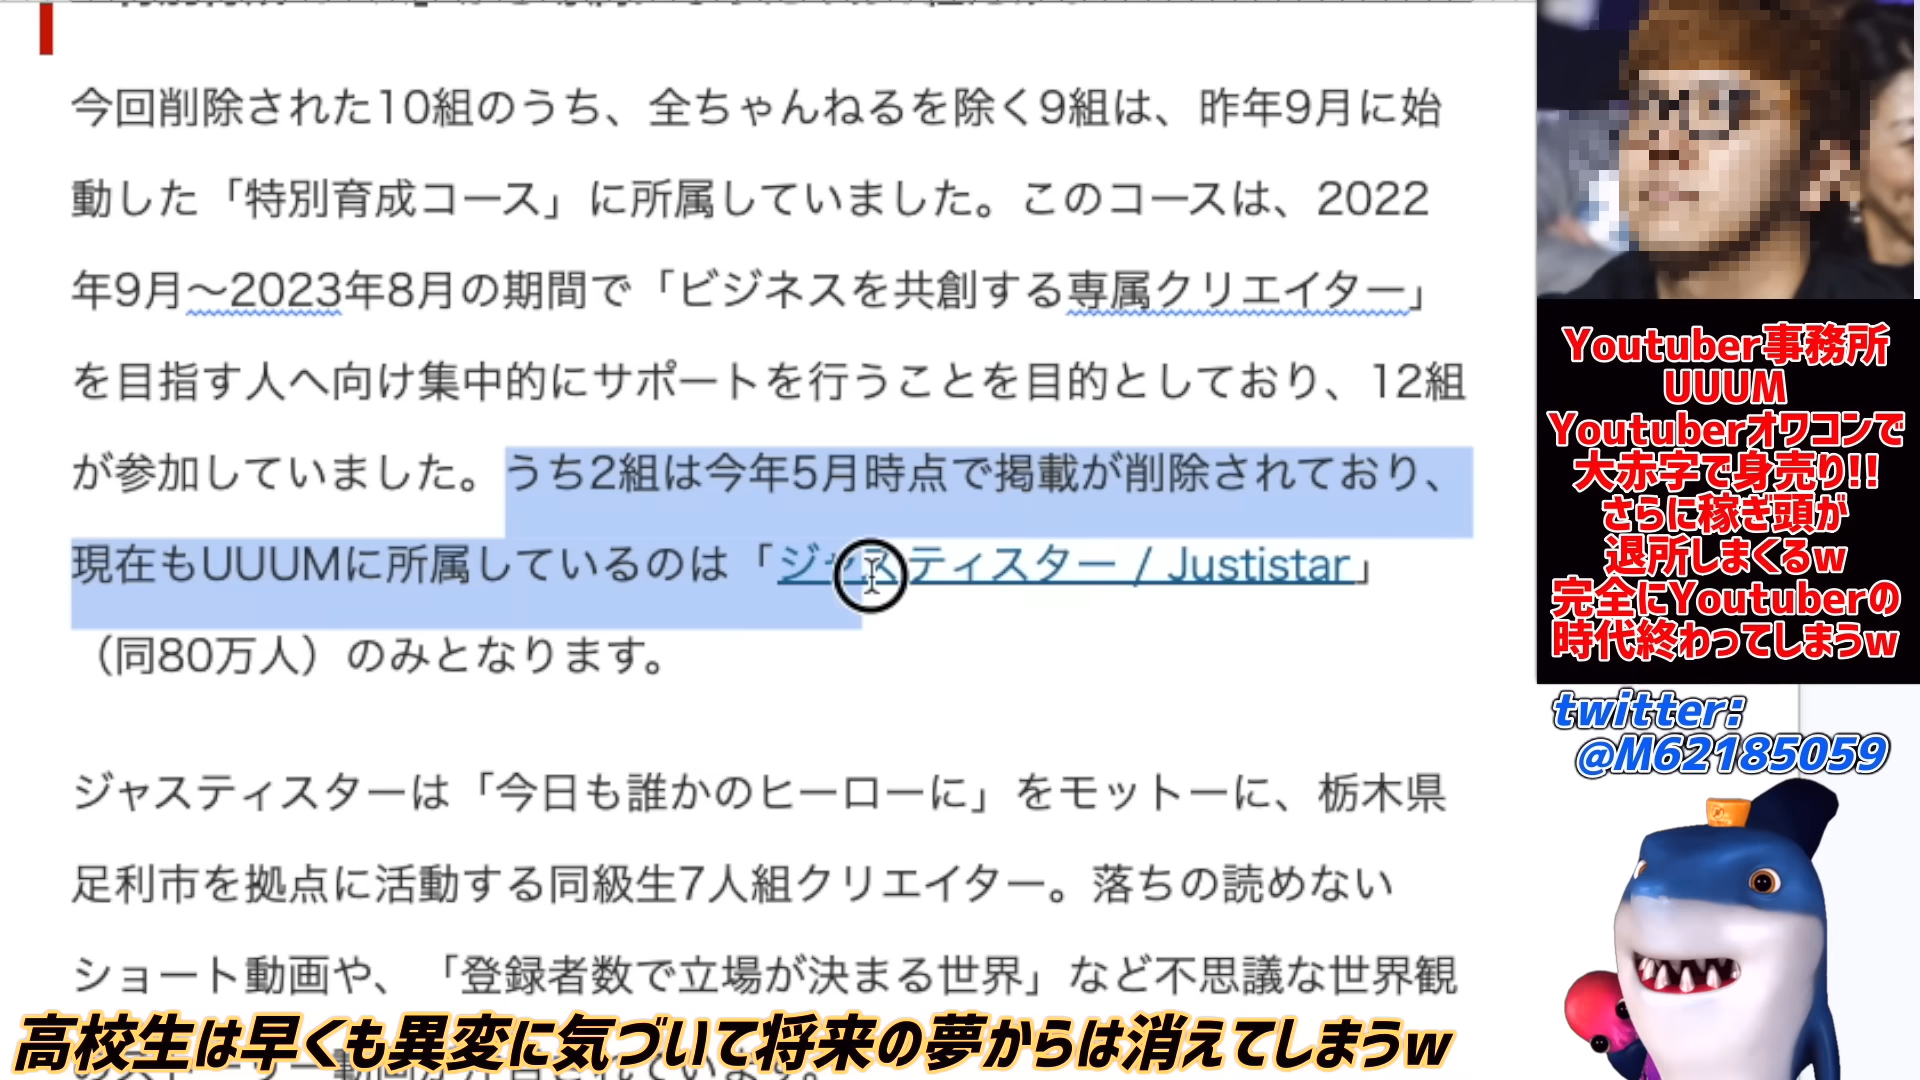 今回削除された10組のうち、全ちゃんねるを除く9組は、昨年9月に始
動した「特別育成コース」に所属していました。このコースは、2022
年9月～2023年8月の期間で「ビジネスを共創する専属クリエイター」
を目指す人へ向け集中的にサポートを行うことを目的としており、12組
が参加していました。うち2組は今年5月時点で掲載が削除されており、
現在もUUUMに所属しているのは「ジャスティスター / Justistar」
（同80万人）のみとなります。
ジャスティスターは「今日も誰かのヒーローに」をモットーに、栃木県
足利市を拠点に活動する同級生7人組クリエイター。落ちの読めない
ショート動画や、「登録者数で立場が決まる世界」など不思議な世界観
高校生は早くも異変に気づいて将来の夢からは消えてしまうw
Youtuber事務所
UUUM
Youtuberオワコンで
大赤字で身売り!!
さらに稼ぎ頭が
退所しまくるw
完全にYoutuberの
時代終わってしまうw
twitter:
@M62185059